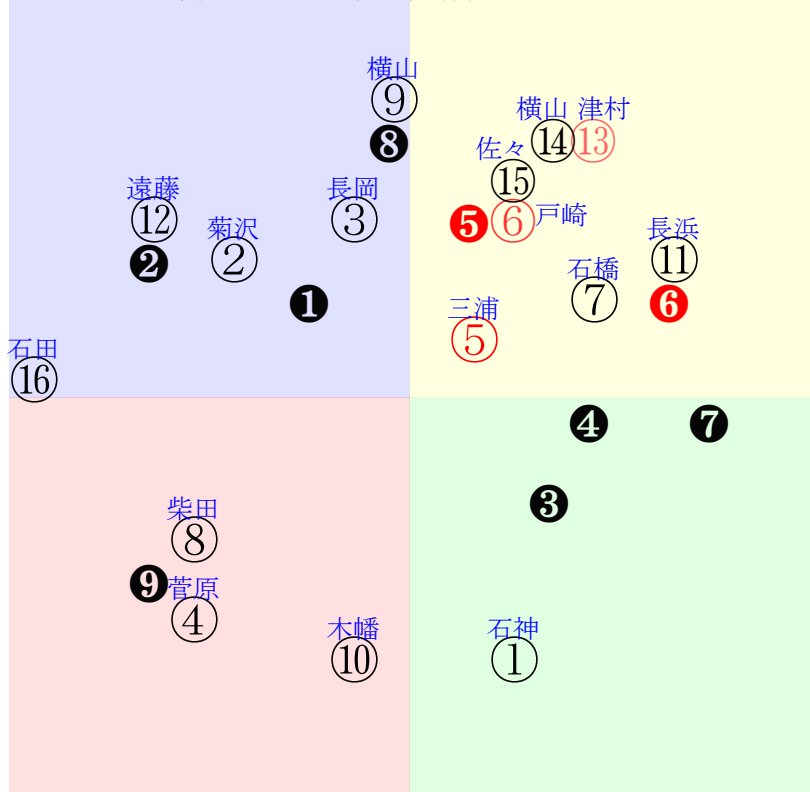 横山
⑨
❽
横山 津村
⑭ ⑬
佐々
⑮
遠藤
⑫
長岡
③
❺ ⑥ 戸崎
菊沢
②
❷
長浜
⑪
石橋
⑦
❶
❻
三浦
⑤
石田
⑯
❹ ❼
❸
柴田
⑧
❾
菅原
④
木幡
⑩
石神
①